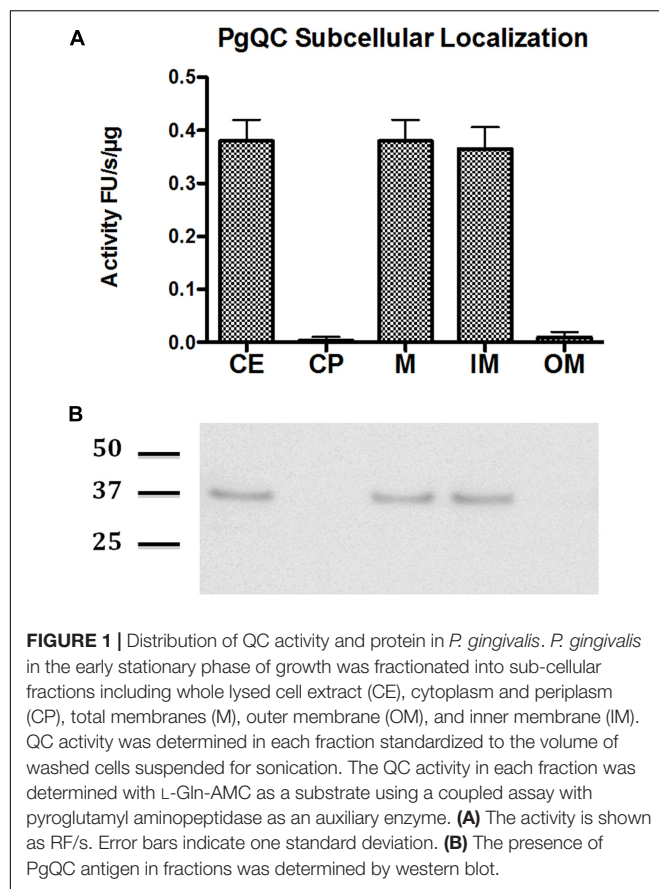 A
PgQC Subcellular Localization
Activity FU/s/µg
0.5
0.4
0.3
0.2
0.1
0.0
CE CP M IM OM
B
50
37
25
FIGURE 1 | Distribution of QC activity and protein in P. gingivalis. P. gingivalis
in the early stationary phase of growth was fractionated into sub-cellular
fractions including whole lysed cell extract (CE), cytoplasm and periplasm
(CP), total membranes (M), outer membrane (OM), and inner membrane (IM).
QC activity was determined in each fraction standardized to the volume of
washed cells suspended for sonication. The QC activity in each fraction was
determined with L-Gln-AMC as a substrate using a coupled assay with
pyroglutamyl aminopeptidase as an auxiliary enzyme. (A) The activity is shown
as RF/s. Error bars indicate one standard deviation. (B) The presence of
PgQC antigen in fractions was determined by western blot.